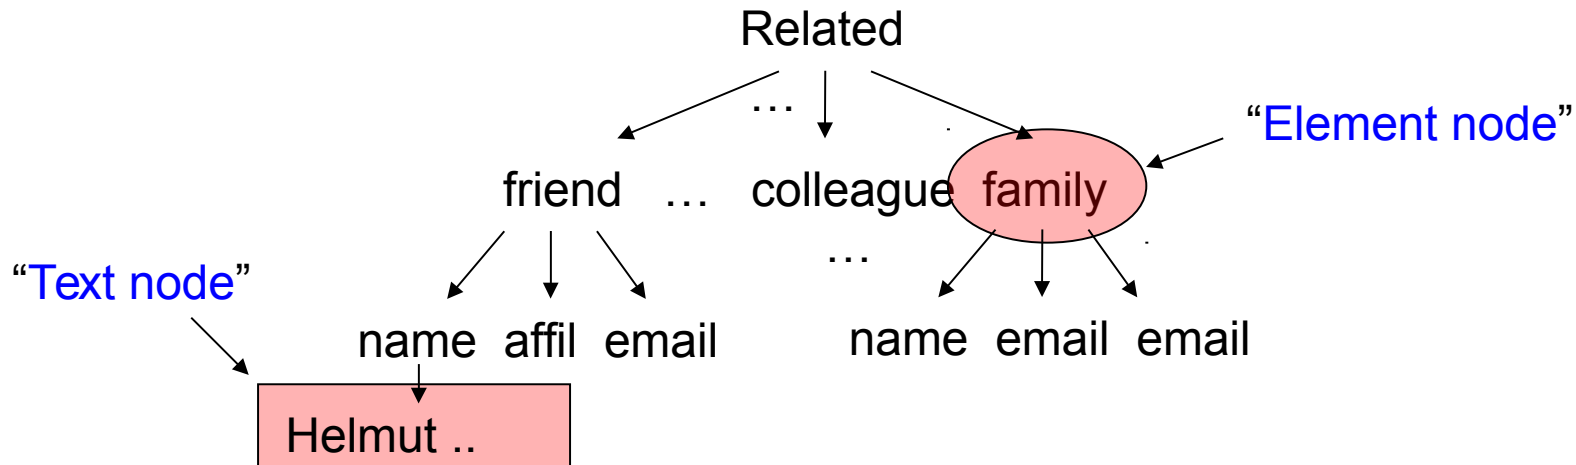 Related
…
“Element node”
friend … colleague family
…
“Text node”
name affil email name email email
Helmut ..